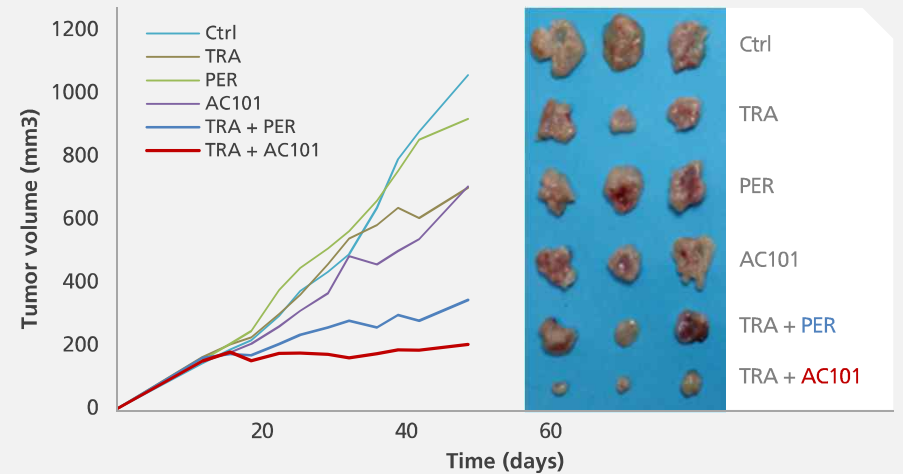 1200
1000
800
600
400
200
0
Tumor volume (mm3)
Ctrl
TRA
PER
AC101
TRA + PER
TRA + AC101
20
40
60
Time (days)
Ctrl
TRA
PER
AC101
TRA + PER
TRA + AC101